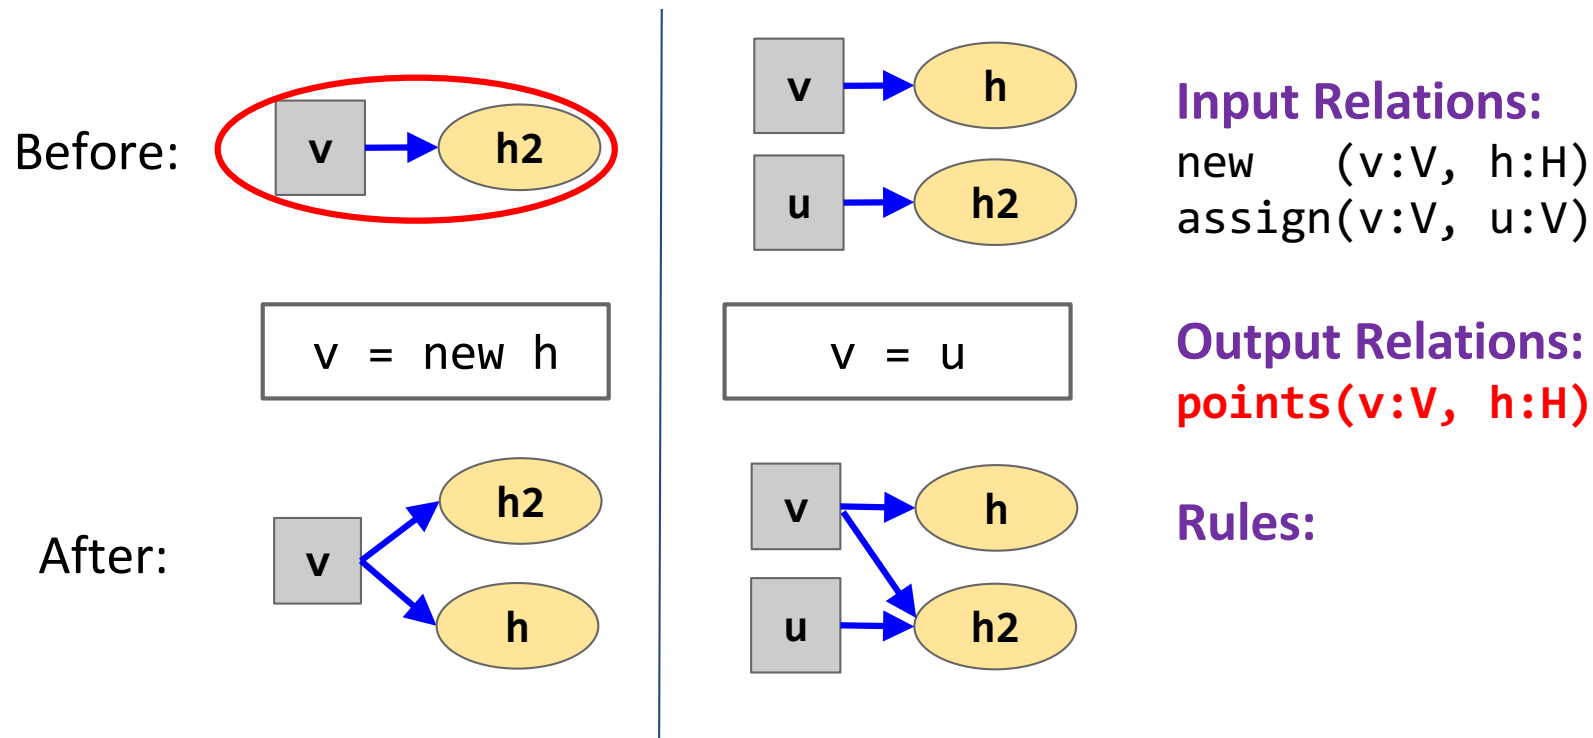 Before:
v
h2
v = new h
After:
v
h2
h
v
h
u
h2
v = u
v
h
u
h2
Input Relations:
new   (v:V, h:H)
assign(v:V, u:V)
Output Relations:
points(v:V, h:H)
Rules: